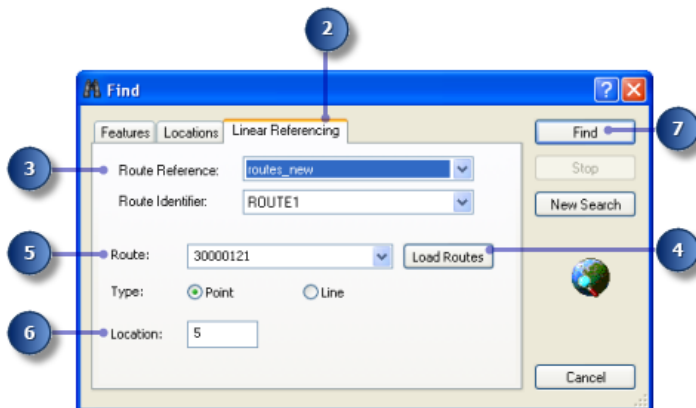 2
Find
Features Locations Linear Referencing
Find 7
3 Route Reference: routes_new
Stop
Route Identifier: ROUTE1
New Search
5 Route: 30000121 Load Routes 4
Type: Point Line
6 Location: 5
Cancel